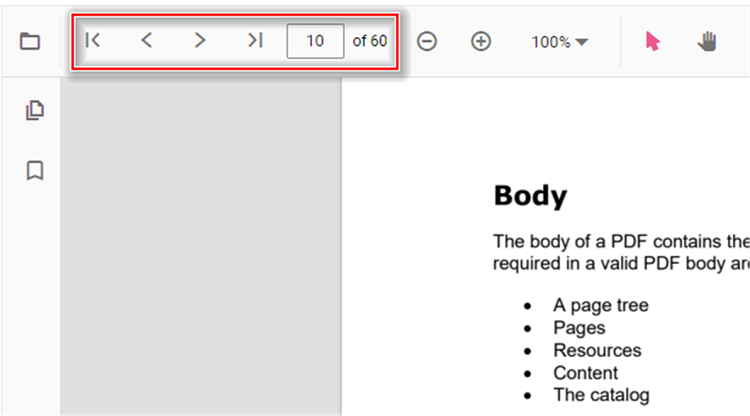 10 of 60 100%
Body
The body of a PDF contains the
required in a valid PDF body
• A page tree
• Pages
• Resources
• Content
• The catalog